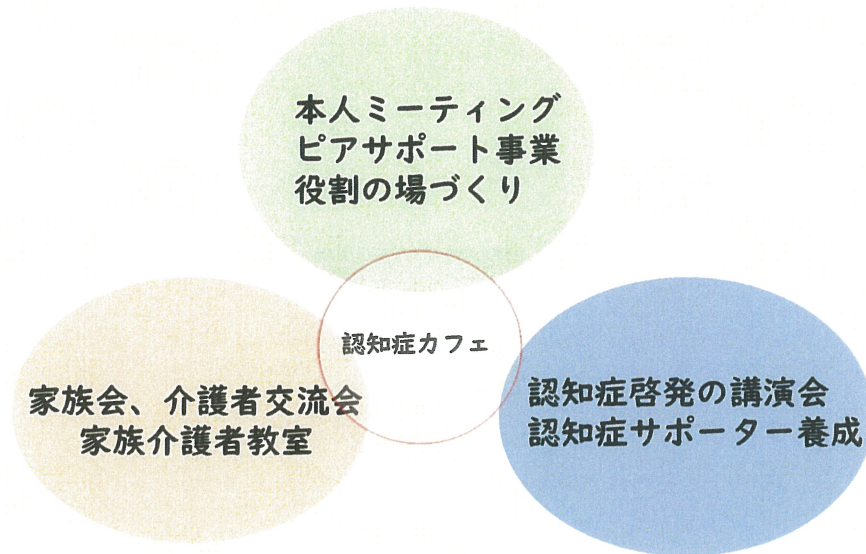 本人ミーティング
ピアサポート事業
役割の場づくり
認知症カフェ
家族会、介護者交流会
家族介護者教室
認知症啓発の講演会
認知症サポーター養成